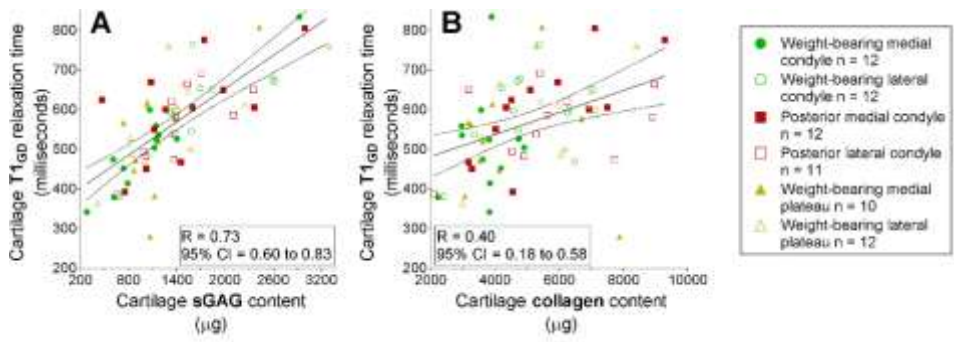 A
B
Cartilage T1GD relaxation time
(milliseconds)
800
700
600
500
400
300
200
R = 0.73
95% CI = 0.60 to 0.83
200
800
1400
2000
2600
3200
Cartilage sGAG content
(µg)
Cartilage T1GD relaxation time
(milliseconds)
800
700
600
500
400
300
200
R = 0.40
95% CI = 0.18 to 0.58
2000
4000
6000
8000
10000
Cartilage collagen content
(µg)
Weight-bearing medial
condyle n = 12
Weight-bearing lateral
condyle n = 12
Posterior medial condyle
n = 12
Posterior lateral condyle
n = 11
Weight-bearing medial
plateau n = 10
Weight-bearing lateral
plateau n = 12